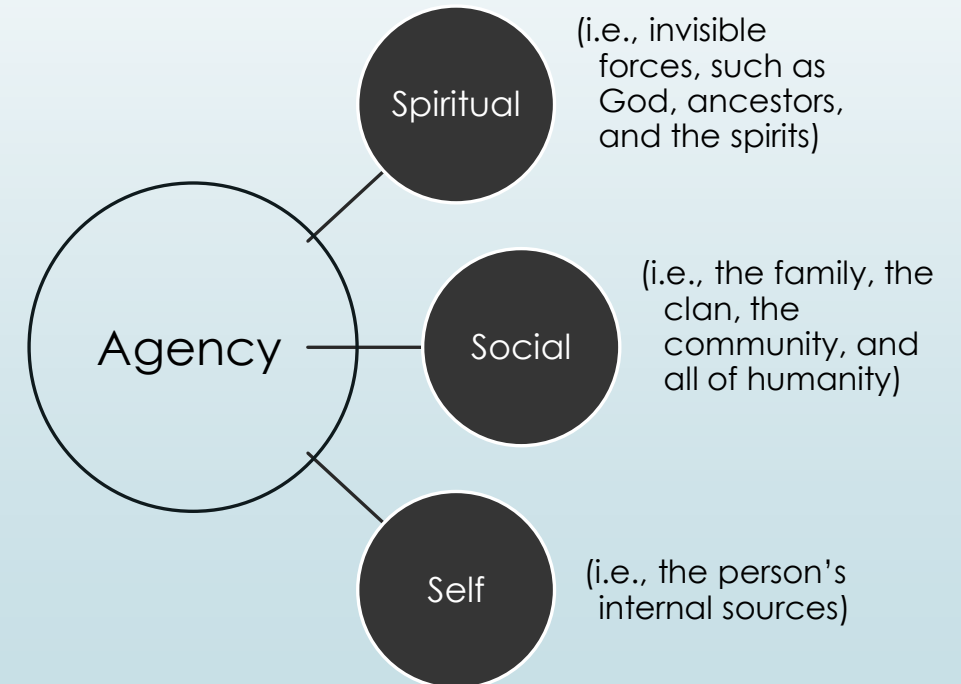 Agency
Spiritual
(i.e., invisible
forces, such as
God, ancestors,
and the spirits)
Social
(i.e., the family, the
clan, the
community, and
all of humanity)
Self
(i.e., the person’s
internal sources)